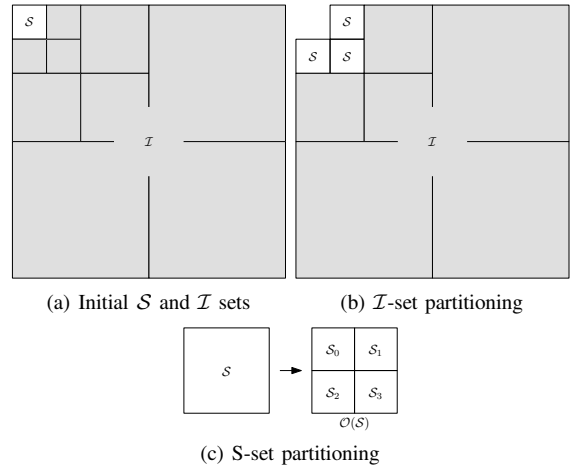 𝒮
𝒮
𝒮 𝒮
ℐ ℐ
(a) Initial 𝒮 and ℐ sets
(b) ℐ-set partitioning
𝒮
𝒮₀ 𝒮₁
𝒮₂ 𝒮₃
𝒪(𝒮)
(c) S-set partitioning